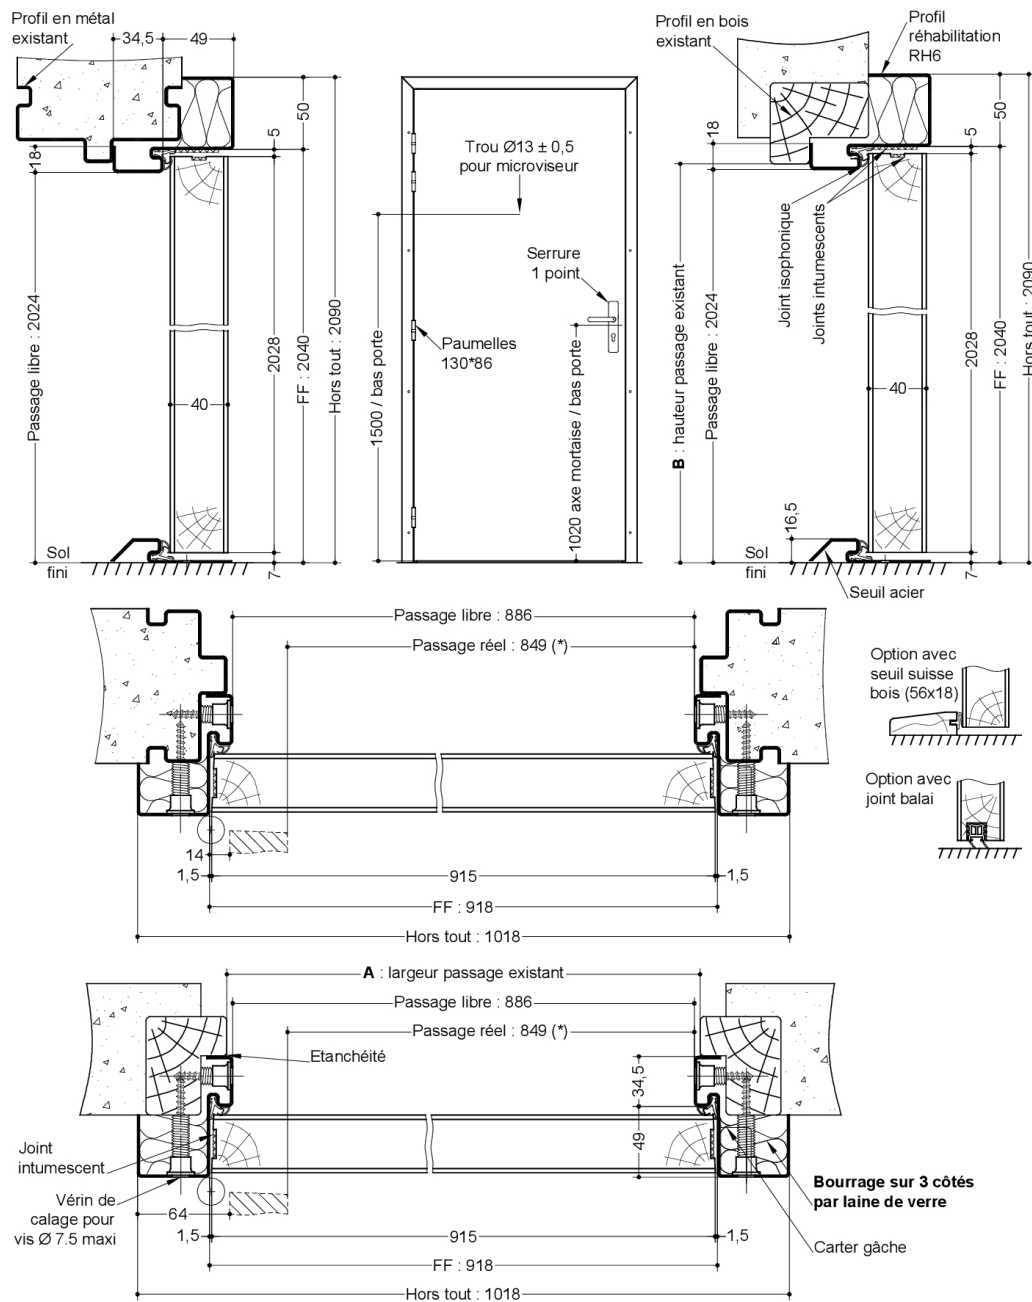 Profil en métal
existant
34,5
49
50
5
18
Passage libre : 2024
40
2028
FF : 2040
Hors tout : 2090
Sol
fini
7
Trou Ø13 ± 0,5
pour microviseur
Serrure
1 point
Paumelles
130*86
1500 / bas porte
1020 axe mortaise / bas porte
Profil en bois
existant
Profil
réhabilitation
RH6
50
5
18
B : hauteur passage existant
Passage libre : 2024
Joint isophonique
Joints intumescents
40
2028
FF : 2040
Hors tout : 2090
16,5
Sol
fini
7
Seuil acier
Passage libre : 886
Passage réel : 849 (*)
14
1,5
915
1,5
FF : 918
Hors tout : 1018
Option avec
seuil suisse
bois (56x18)
Option avec
joint balai
A : largeur passage existant
Passage libre : 886
Passage réel : 849 (*)
Etanchéité
34,5
49
Joint
intumescent
Vérin de
calage pour
vis Ø 7.5 maxi
64
1,5
915
1,5
FF : 918
Hors tout : 1018
Bourrage sur 3 côtés
par laine de verre
Carter gâche